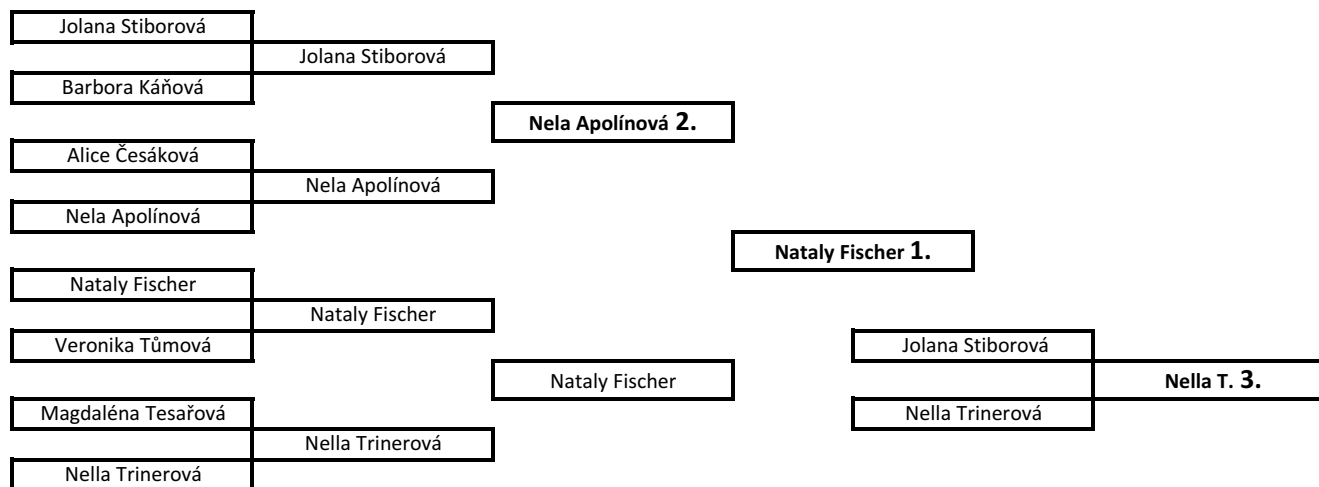 Jolana Stiborová
Jolana Stiborová
Barbora Káňová
Nela Apolínová 2.
Alice Česáková
Nela Apolínová
Nela Apolínová
Nataly Fischer 1.
Nataly Fischer
Nataly Fischer
Veronika Tůmová
Jolana Stiborová
Nataly Fischer
Nella T. 3.
Magdaléna Tesařová
Nella Trinerová
Nella Trinerová
Nella Trinerová